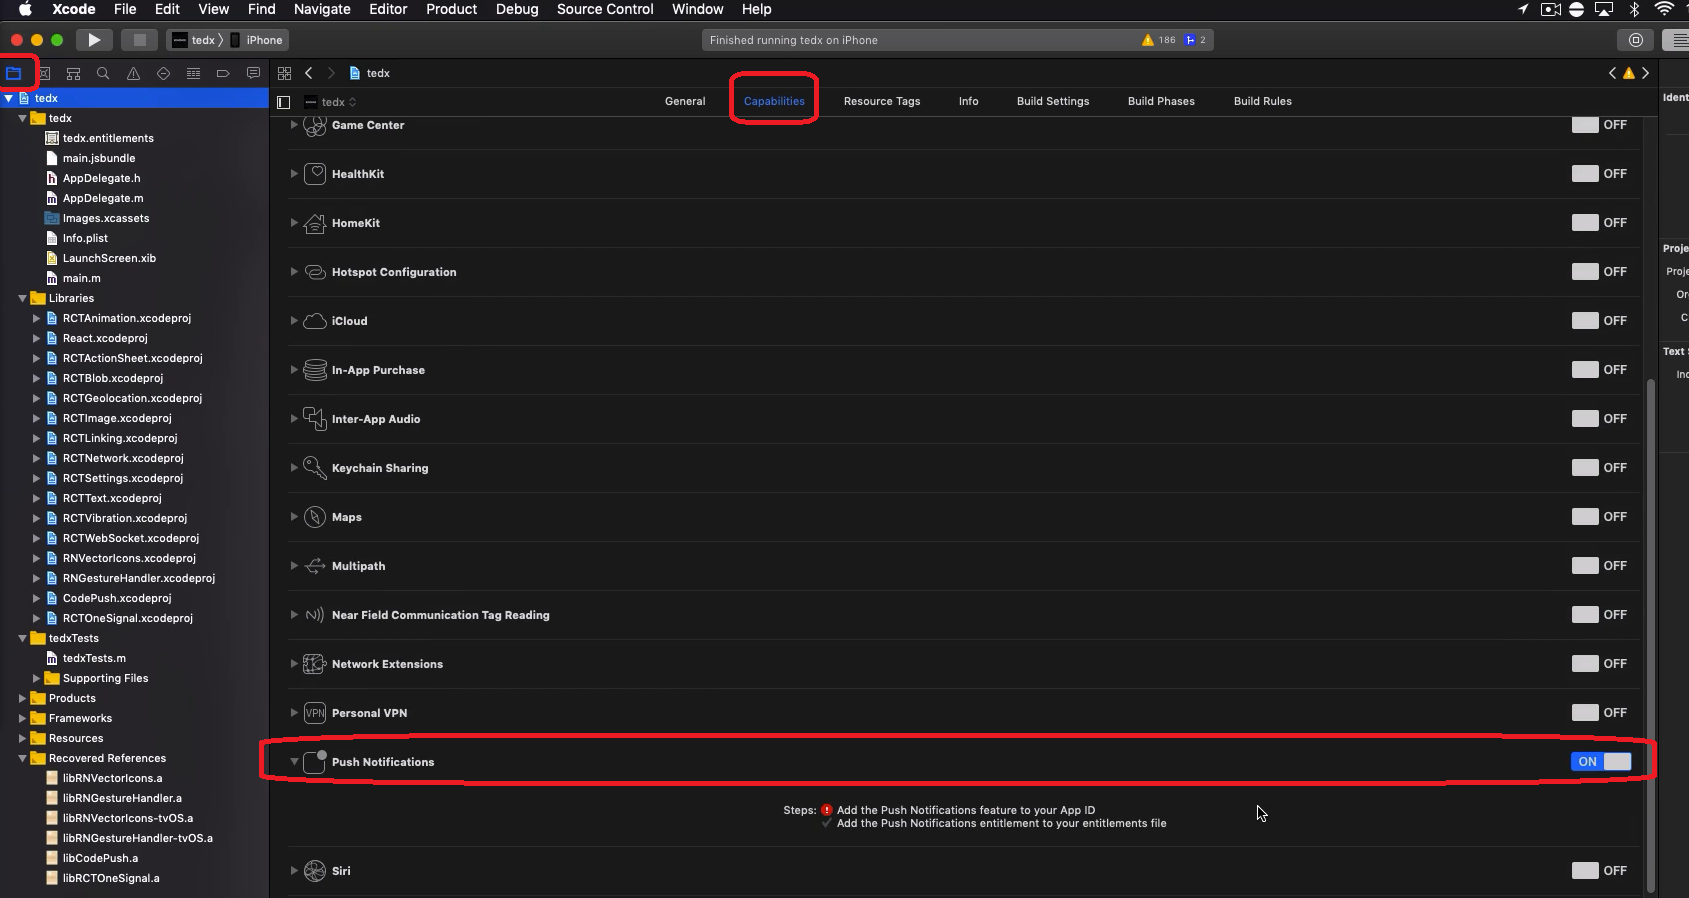 Xcode File Edit View Find Navigate Editor Product Debug Source Control Window Help
tedx iPhone
Finished running tedx on iPhone 186 2
tedx
tedx
General Capabilities Resource Tags Info Build Settings Build Phases Build Rules
tedx
tedx
tedx.entitlements
main.jsbundle
AppDelegate.h
AppDelegate.m
Images.xcassets
Info.plist
LaunchScreen.xib
main.m
Libraries
RCTAnimation.xcodeproj
React.xcodeproj
RCTActionSheet.xcodeproj
RCTBlob.xcodeproj
RCTGeolocation.xcodeproj
RCTImage.xcodeproj
RCTLinking.xcodeproj
RCTNetwork.xcodeproj
RCTSettings.xcodeproj
RCTText.xcodeproj
RCTVibration.xcodeproj
RCTWebSocket.xcodeproj
RNVectorIcons.xcodeproj
RNGestureHandler.xcodeproj
CodePush.xcodeproj
RCTOneSignal.xcodeproj
tedxTests
tedxTests.m
Supporting Files
Products
Frameworks
Resources
Recovered References
libRNVectorIcons.a
libRNGestureHandler.a
libRNVectorIcons-tvOS.a
libRNGestureHandler-tvOS.a
libCodePush.a
libRCTOneSignal.a
Game Center OFF
HealthKit OFF
HomeKit OFF
Hotspot Configuration OFF
iCloud OFF
In-App Purchase OFF
Inter-App Audio OFF
Keychain Sharing OFF
Maps OFF
Multipath OFF
Near Field Communication Tag Reading OFF
Network Extensions OFF
VPN Personal VPN OFF
Push Notifications ON
Steps: Add the Push Notifications feature to your App ID
Add the Push Notifications entitlement to your entitlements file
Siri OFF
Ident
Proje
Proje
Or
C
Text S
Ind